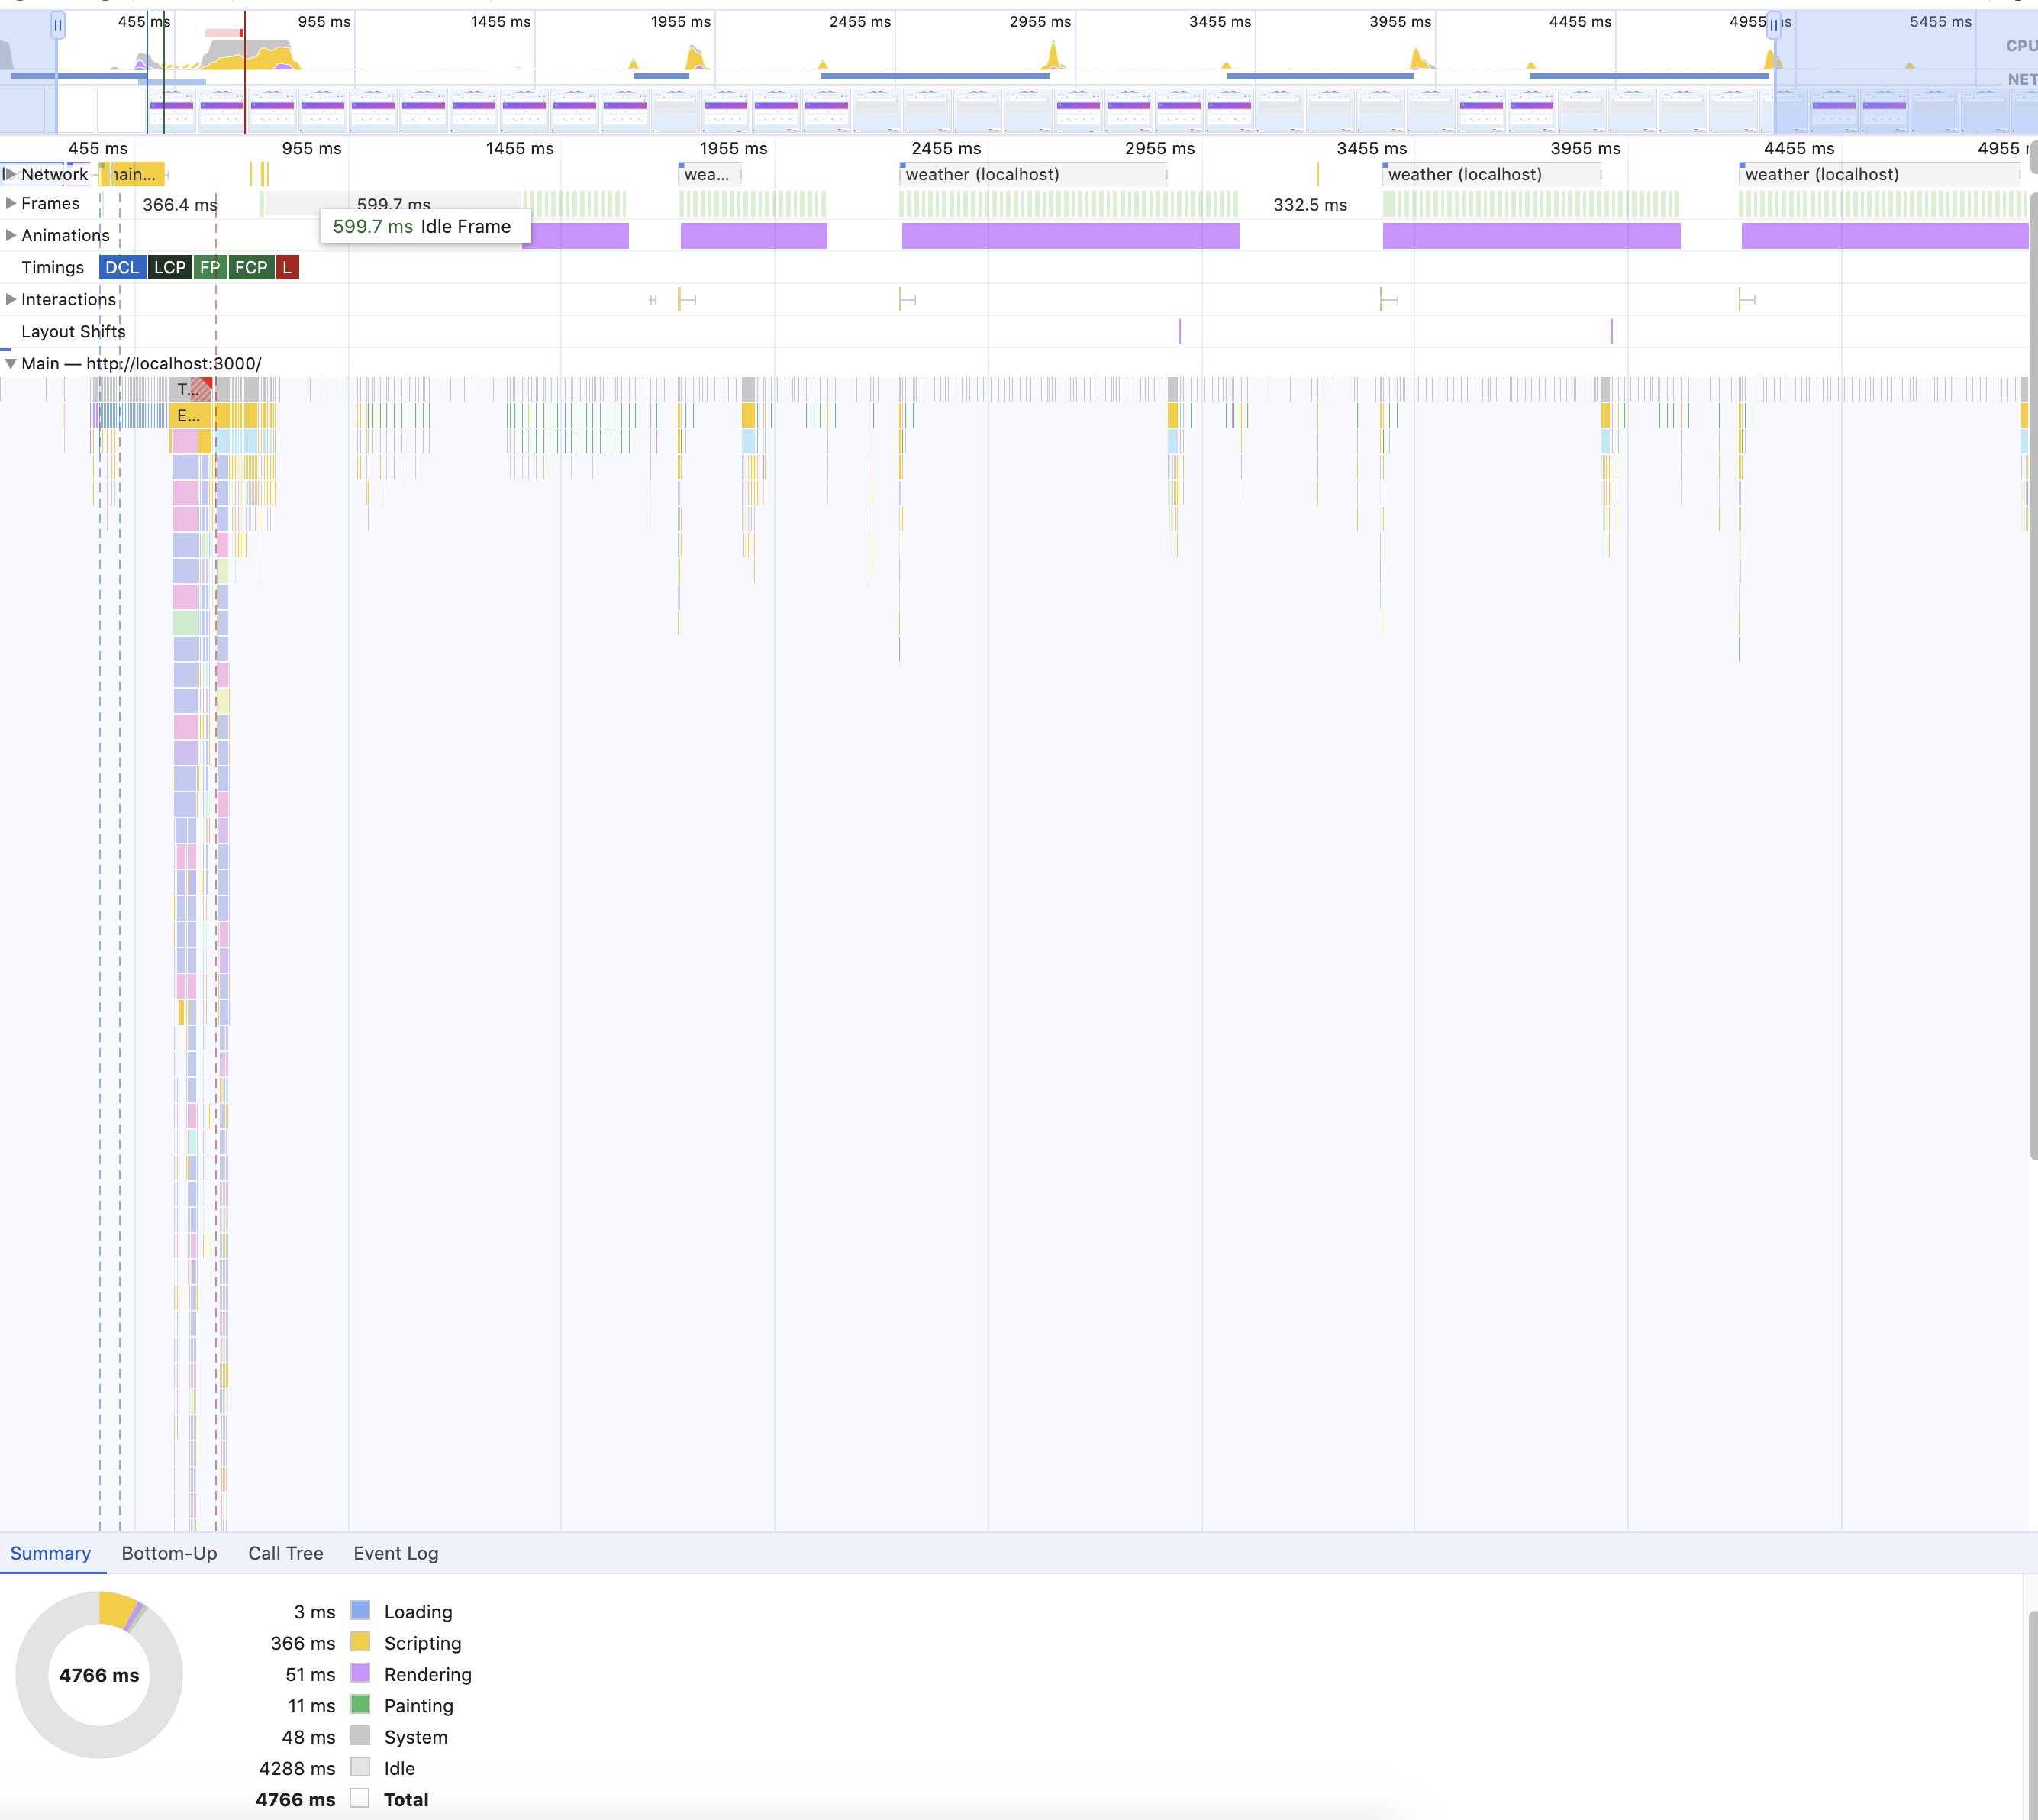 455 ms 955 ms 1455 ms 1955 ms 2455 ms 2955 ms 3455 ms 3955 ms 4455 ms 4955 ms 5455 ms
CPU
NET
455 ms 955 ms 1455 ms 1955 ms 2455 ms 2955 ms 3455 ms 3955 ms 4455 ms 4955
Network ain... wea... weather (localhost) weather (localhost) weather (localhost)
Frames 366.4 ms 599.7 ms 332.5 ms
599.7 ms Idle Frame
Animations
Timings DCL LCP FP FCP L
Interactions
Layout Shifts
Main — http://localhost:3000/
T...
E...
Summary Bottom-Up Call Tree Event Log
4766 ms
3 ms Loading
366 ms Scripting
51 ms Rendering
11 ms Painting
48 ms System
4288 ms Idle
4766 ms Total